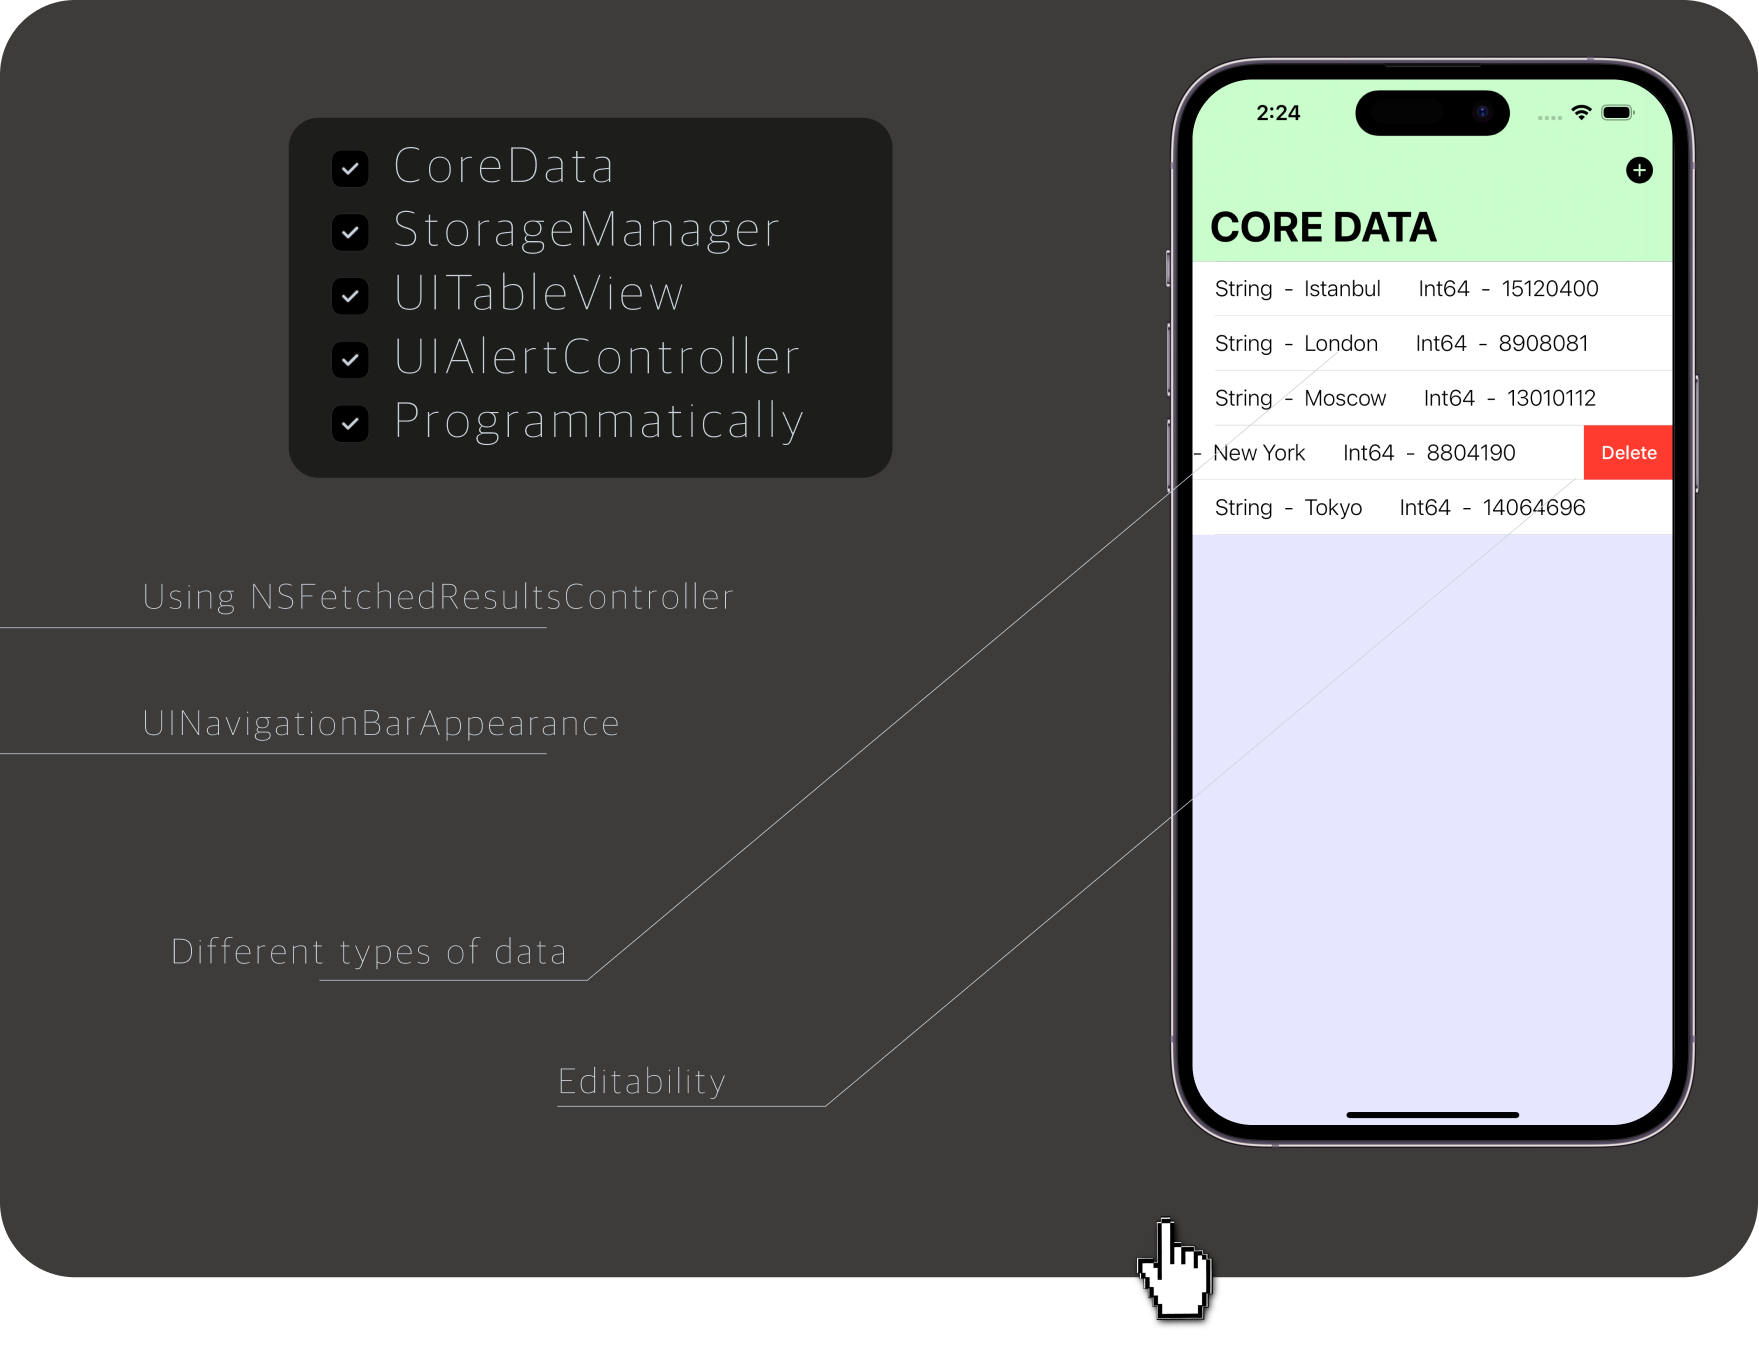 CoreData
StorageManager
UITableView
UIAlertController
Programmatically
Using NSFetchedResultsController
UINavigationBarAppearance
Different types of data
Editability
2:24
CORE DATA
String - Istanbul Int64 - 15120400
String - London Int64 - 8908081
String - Moscow Int64 - 13010112
- New York Int64 - 8804190 Delete
String - Tokyo Int64 - 14064696